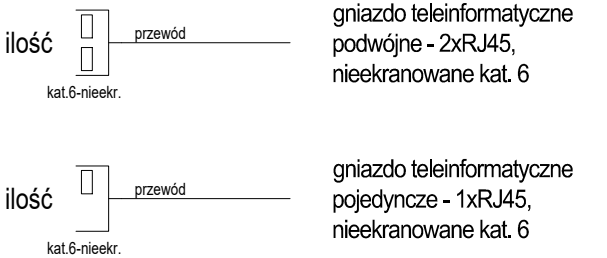 ilość
przewód
kat.6-nieekr.
gniazdo teleinformatyczne
podwójne - 2xRJ45,
nieekranowane kat. 6
ilość
przewód
kat.6-nieekr.
gniazdo teleinformatyczne
pojedyncze - 1xRJ45,
nieekranowane kat. 6